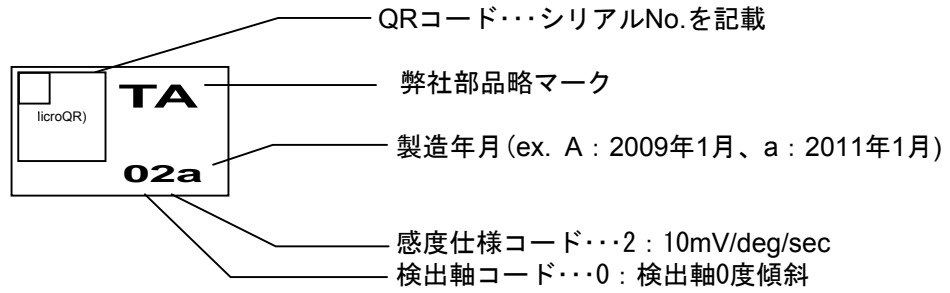 QRコード･･･シリアルNo.を記載
TA
弊社部品略マーク
licroQR)
製造年月(ex. A：2009年1月、a：2011年1月)
02a
感度仕様コード･･･2：10mV/deg/sec
検出軸コード･･･0：検出軸0度傾斜